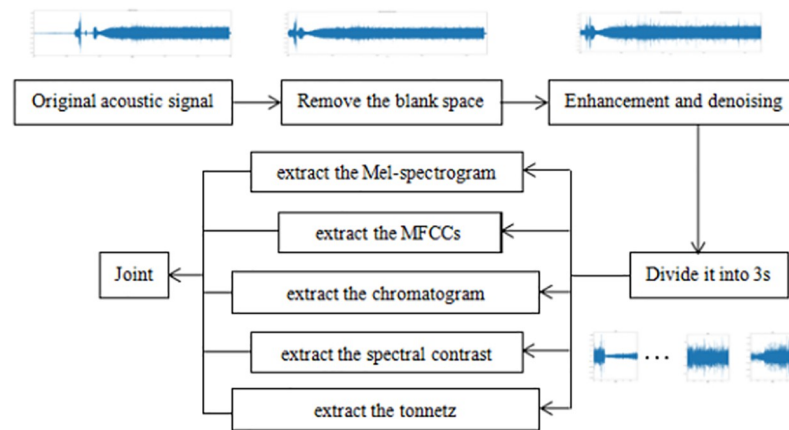 Original acoustic signal
Remove the blank space
Enhancement and denoising
extract the Mel-spectrogram
extract the MFCCs
Joint
Divide it into 3s
extract the chromatogram
extract the spectral contrast
extract the tonnetz